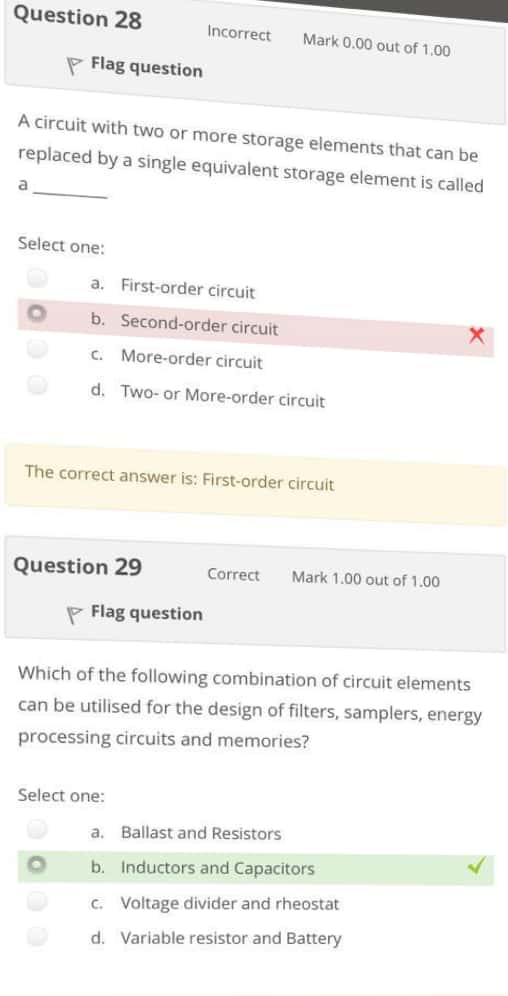 Question 28
Incorrect
Mark 0.00 out of 1.00
Flag question
A circuit with two or more storage elements that can be
replaced by a single equivalent storage element is called
a ________
Select one:
a. First-order circuit
b. Second-order circuit
c. More-order circuit
d. Two- or More-order circuit
The correct answer is: First-order circuit
Question 29
Correct
Mark 1.00 out of 1.00
Flag question
Which of the following combination of circuit elements
can be utilised for the design of filters, samplers, energy
processing circuits and memories?
Select one:
a. Ballast and Resistors
b. Inductors and Capacitors
c. Voltage divider and rheostat
d. Variable resistor and Battery